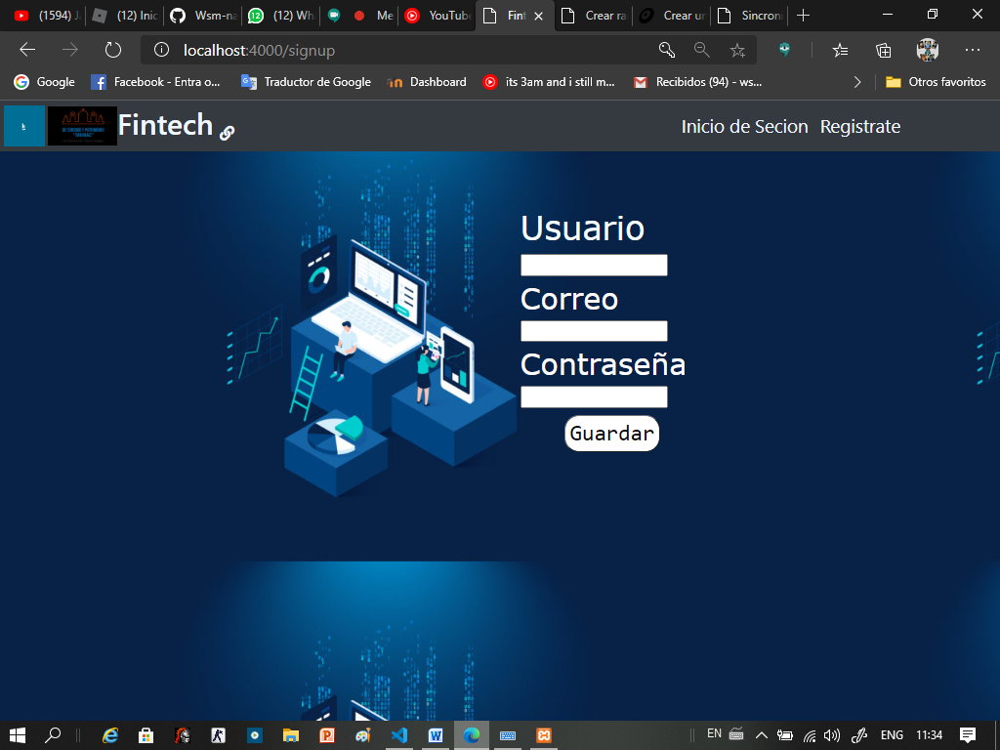 (1594) J
(12) Inic
Wsm-na
(12) Wh
Me
YouTube
Fint
Crear ra
Crear ur
Sincroni
localhost:4000/signup
Google
Facebook - Entra o...
Traductor de Google
Dashboard
its 3am and i still m...
Recibidos (94) - ws...
Otros favoritos
Fintech
Inicio de Secion
Registrate
Usuario
Correo
Contraseña
Guardar
EN
ENG
11:34